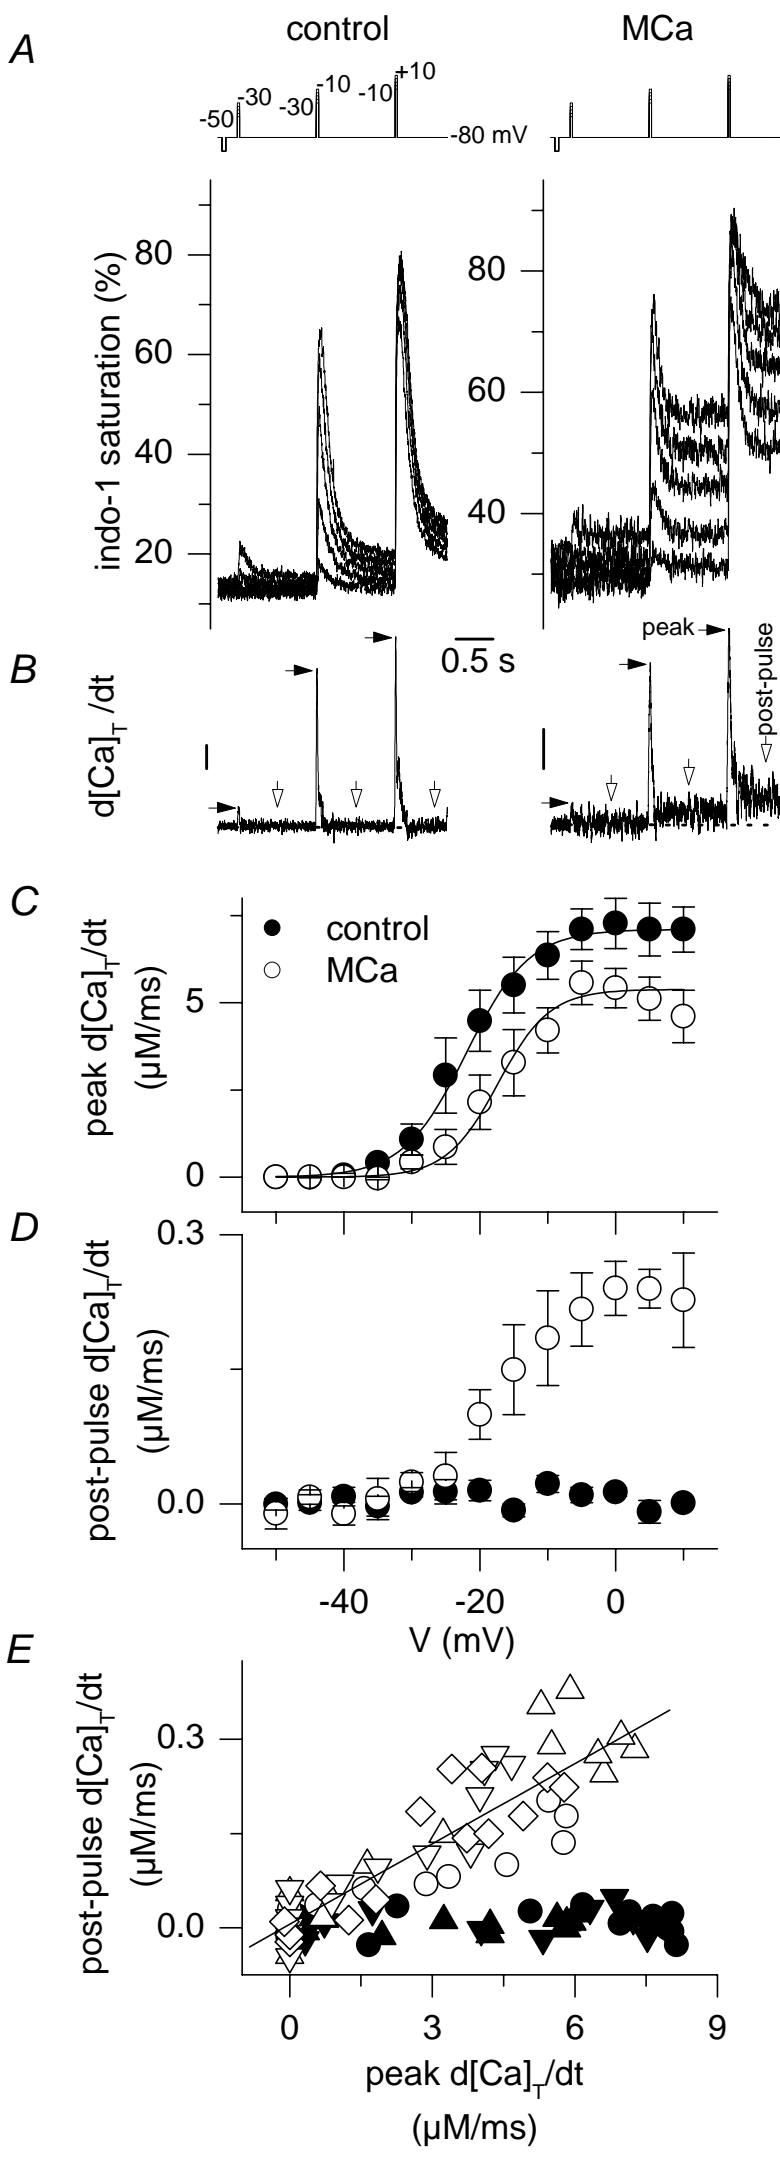 A
control
MCa
-50
-30
-30
-10
-10
+10
-80 mV
indo-1 saturation (%)
80
60
40
20
80
60
40
B
d[Ca]T /dt
0.5 s
peak
post-pulse
C
peak d[Ca]T/dt
(µM/ms)
5
0
control
MCa
D
post-pulse d[Ca]T/dt
(µM/ms)
0.3
0.0
-40
-20
0
V (mV)
E
post-pulse d[Ca]T/dt
(µM/ms)
0.3
0.0
0
3
6
9
peak d[Ca]T/dt
(µM/ms)